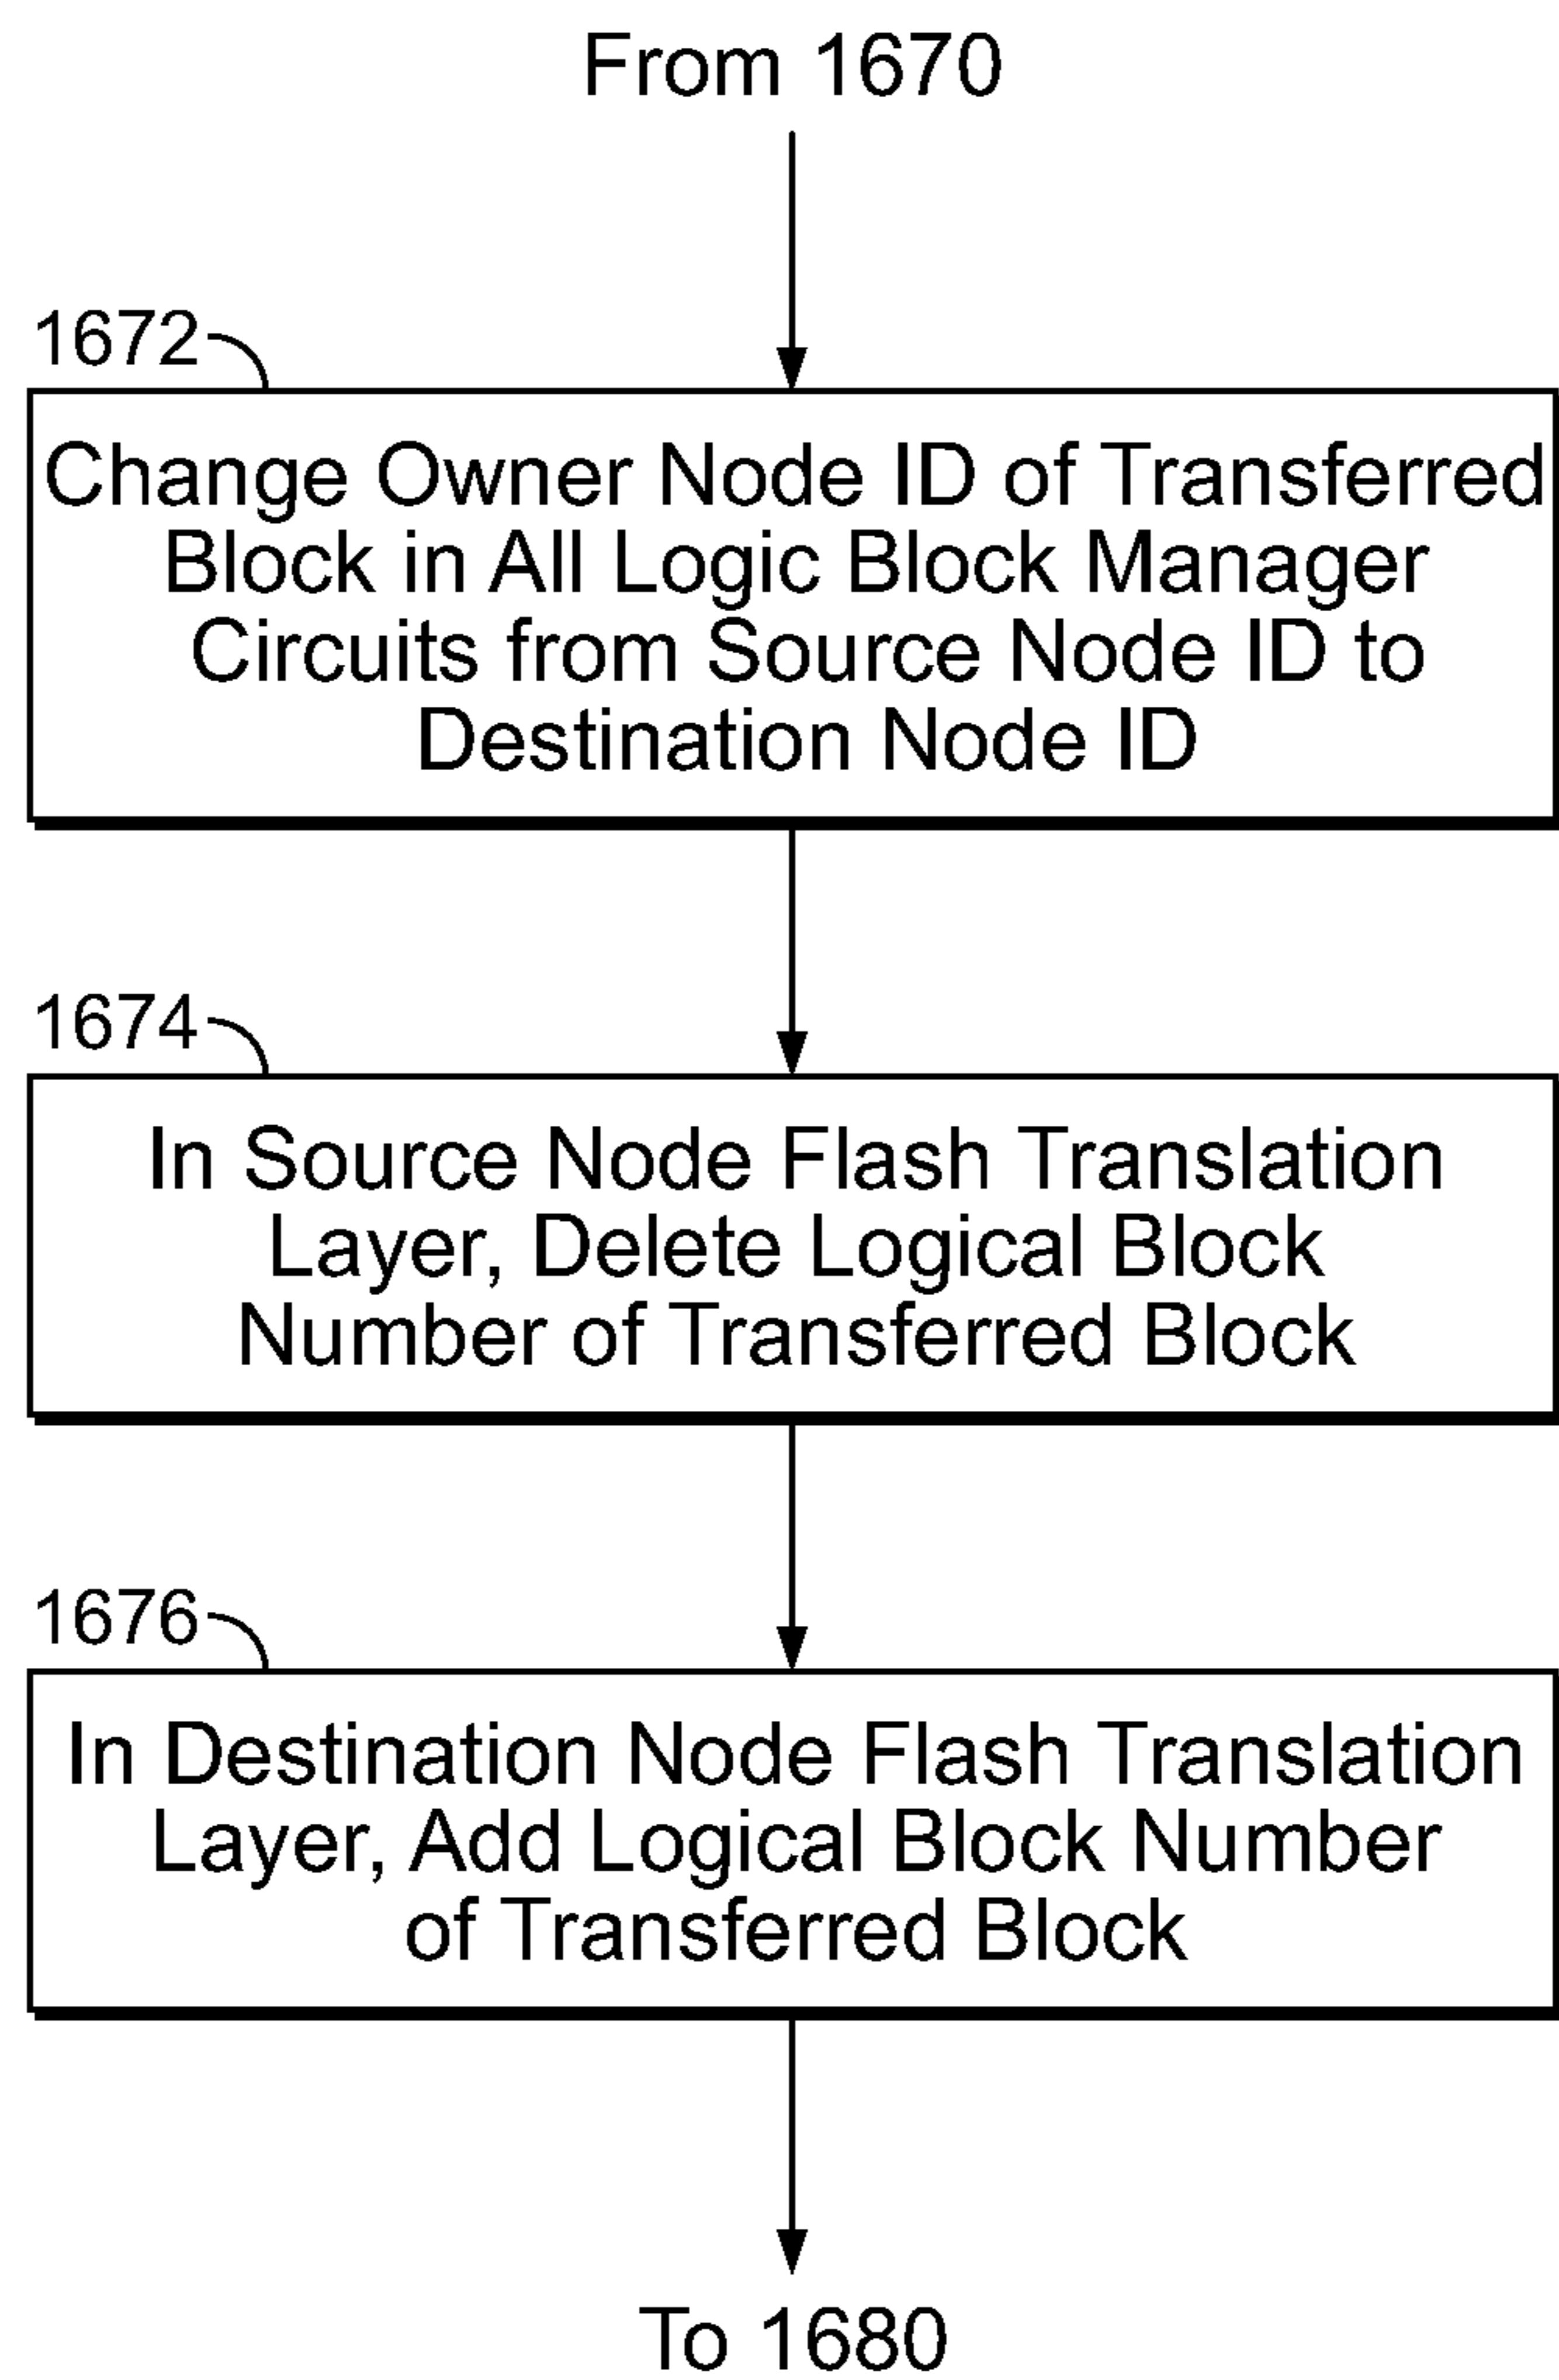 From 1670
1672
Change Owner Node ID of Transferred
Block in All Logic Block Manager
Circuits from Source Node ID to
Destination Node ID
1674
In Source Node Flash Translation
Layer, Delete Logical Block
Number of Transferred Block
1676
In Destination Node Flash Translation
Layer, Add Logical Block Number
of Transferred Block
To 1680